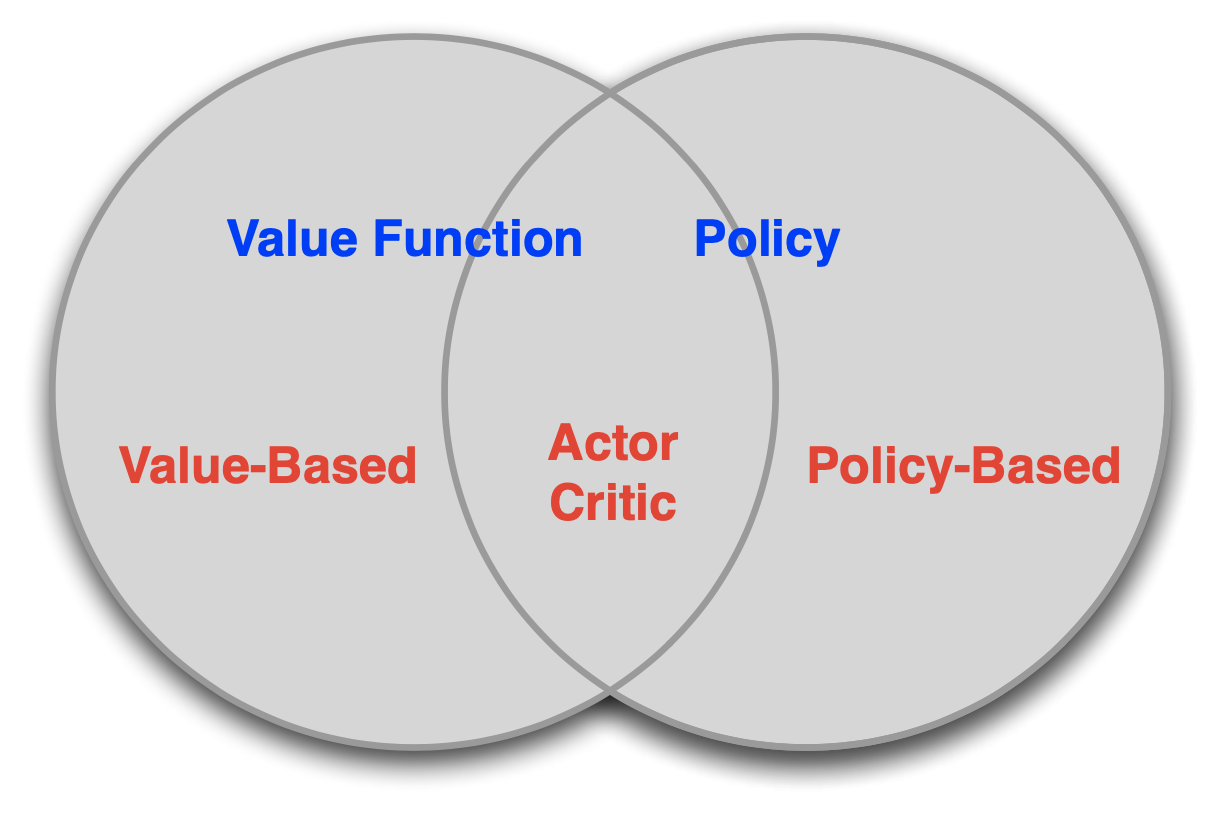 Value Function
Policy
Value-Based
Actor
Critic
Policy-Based